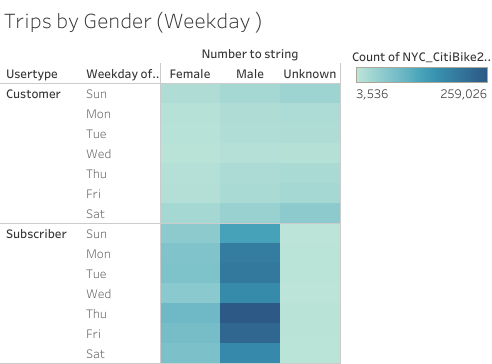 Trips by Gender (Weekday )
Number to string
Usertype Weekday of.. Female Male Unknown
Customer Sun
Mon
Tue
Wed
Thu
Fri
Sat
Subscriber Sun
Mon
Tue
Wed
Thu
Fri
Sat
Count of NYC_CitiBike2..
3,536 259,026